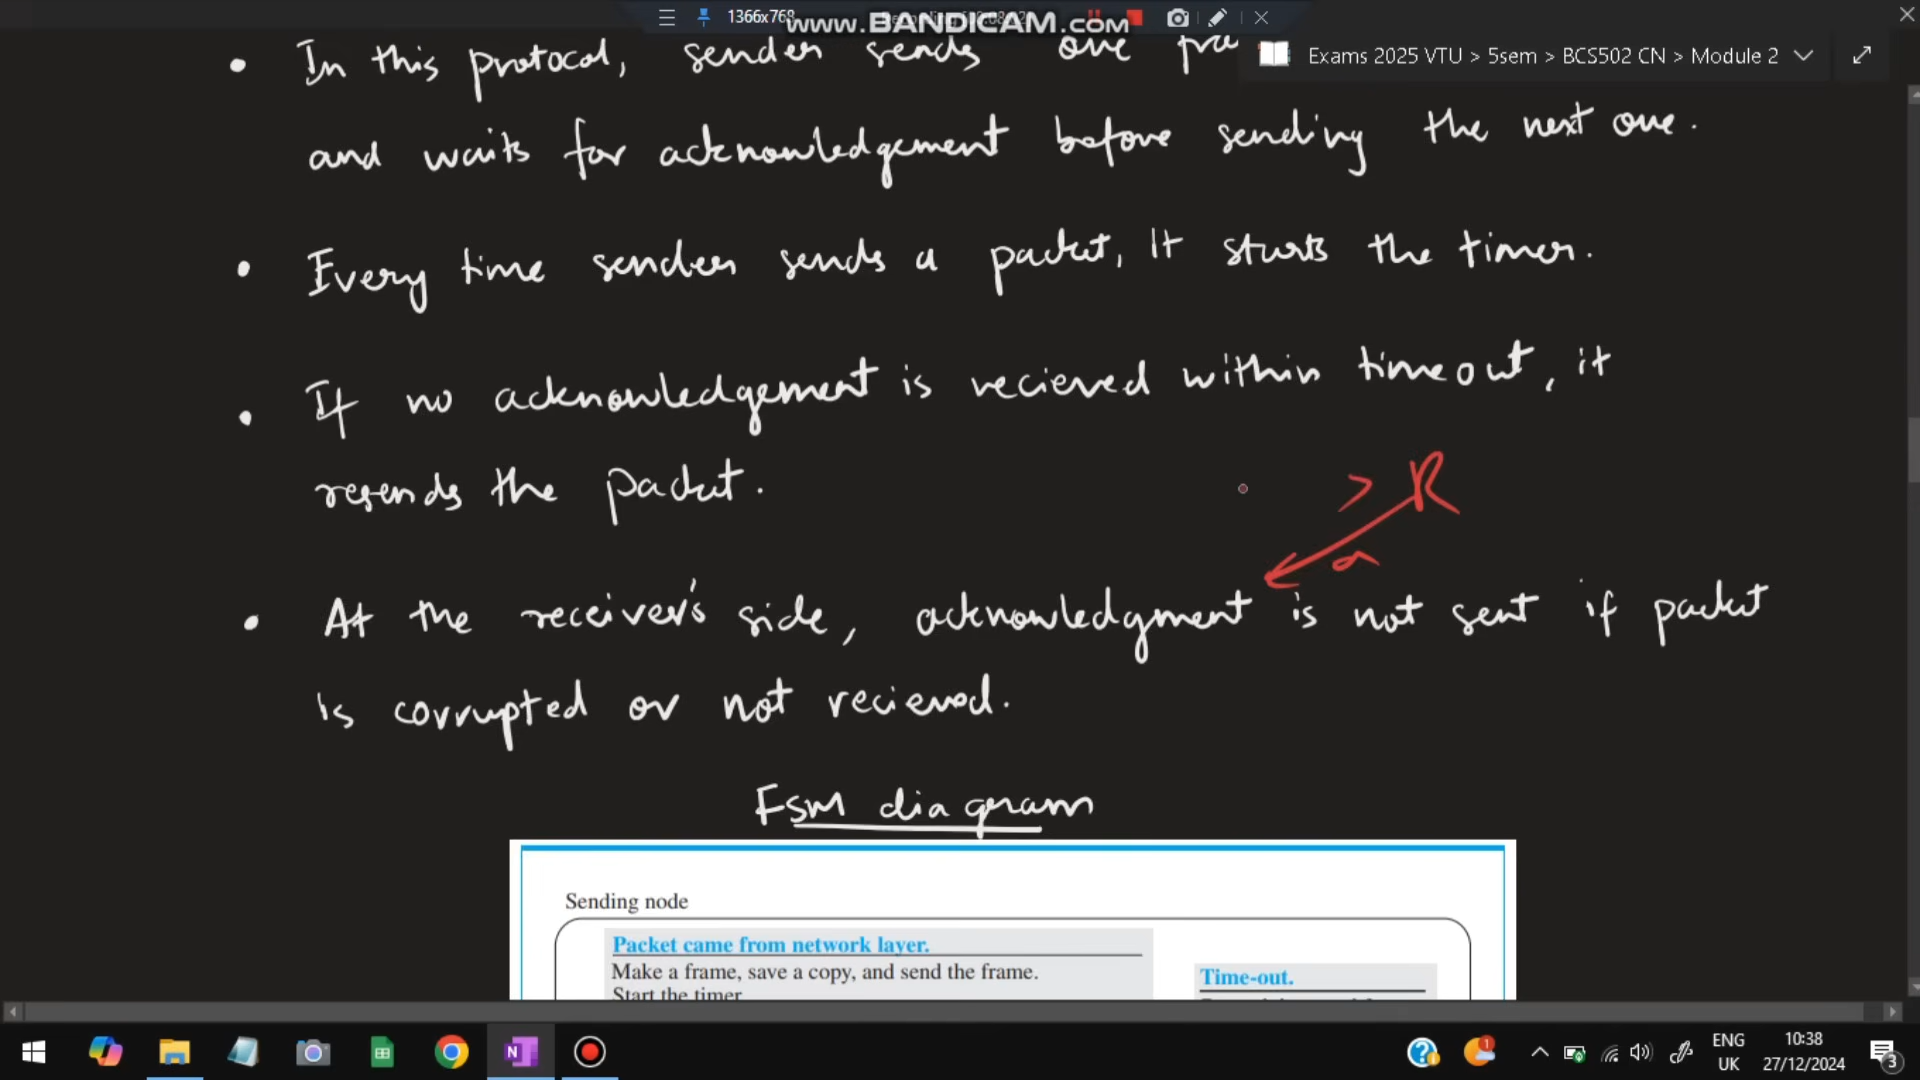 1366x768
www.BANDICAM.com
In this protocol, sender sends one
Exams 2025 VTU > 5sem > BCS502 CN > Module 2
and waits for acknowledgement before sending the next one.
Every time sender sends a packet, it starts the timer.
If no acknowledgement is recieved within timeout, it
resends the packet.
R
At the receiver's side, acknowledgment is not sent if packet
is corrupted or not recieved.
FSM diagram
Sending node
Packet came from network layer.
Make a frame, save a copy, and send the frame.
Time-out.
Start the timer
ENG
UK
10:38
27/12/2024
3